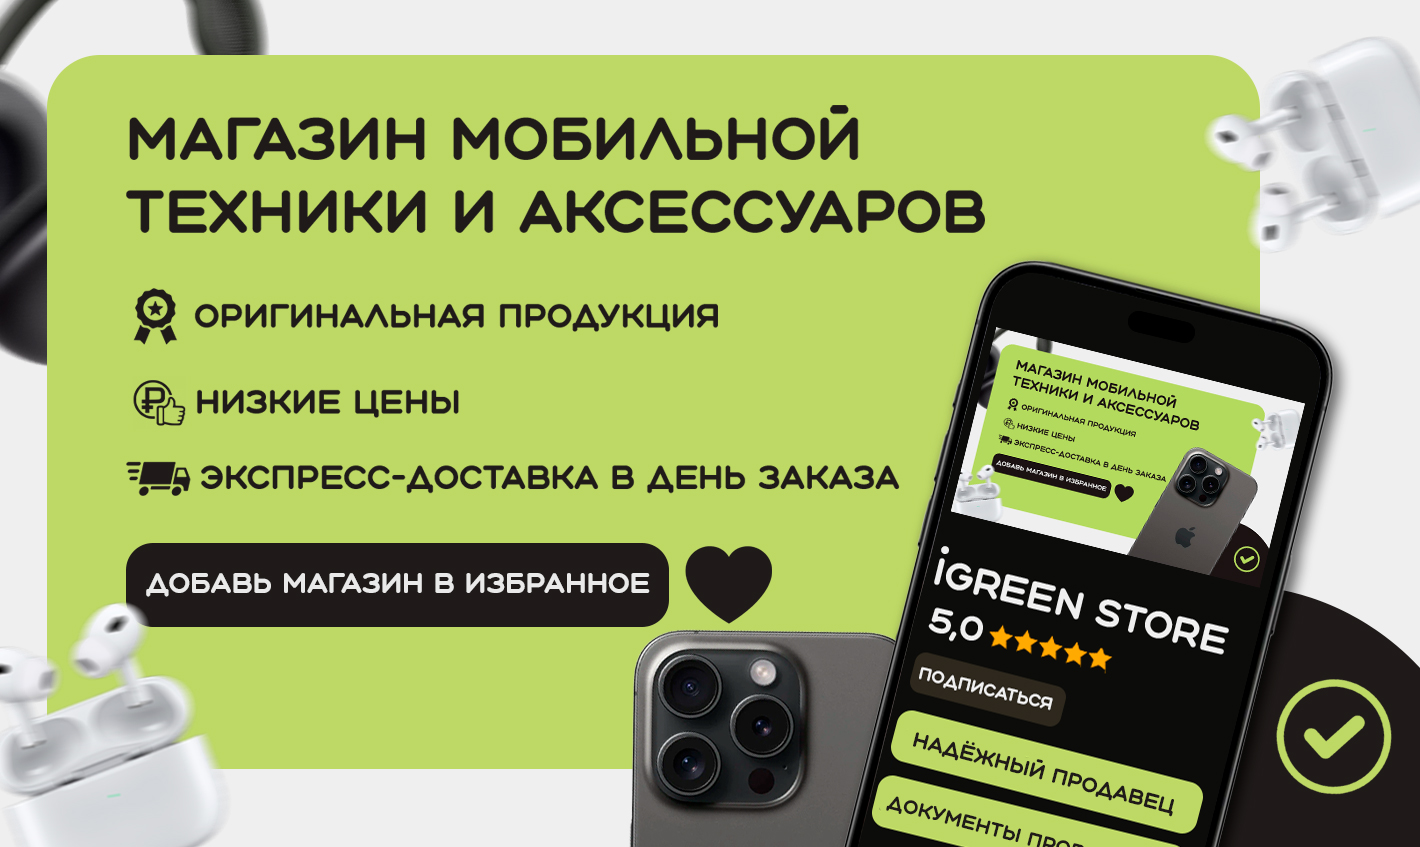 МАГАЗИН МОБИЛЬНОЙ
ТЕХНИКИ И АКСЕССУАРОВ
ОРИГИНАЛЬНАЯ ПРОДУКЦИЯ
НИЗКИЕ ЦЕНЫ
ЭКСПРЕСС-ДОСТАВКА В ДЕНЬ ЗАКАЗА
ДОБАВЬ МАГАЗИН В ИЗБРАННОЕ
МАГАЗИН МОБИЛЬНОЙ
ТЕХНИКИ И АКСЕССУАРОВ
ОРИГИНАЛЬНАЯ ПРОДУКЦИЯ
НИЗКИЕ ЦЕНЫ
ЭКСПРЕСС-ДОСТАВКА В ДЕНЬ ЗАКАЗА
ДОБАВЬ МАГАЗИН В ИЗБРАННОЕ
iGREEN STORE
5,0
ПОДПИСАТЬСЯ
НАДЁЖНЫЙ ПРОДАВЕЦ
ДОКУМЕНТЫ